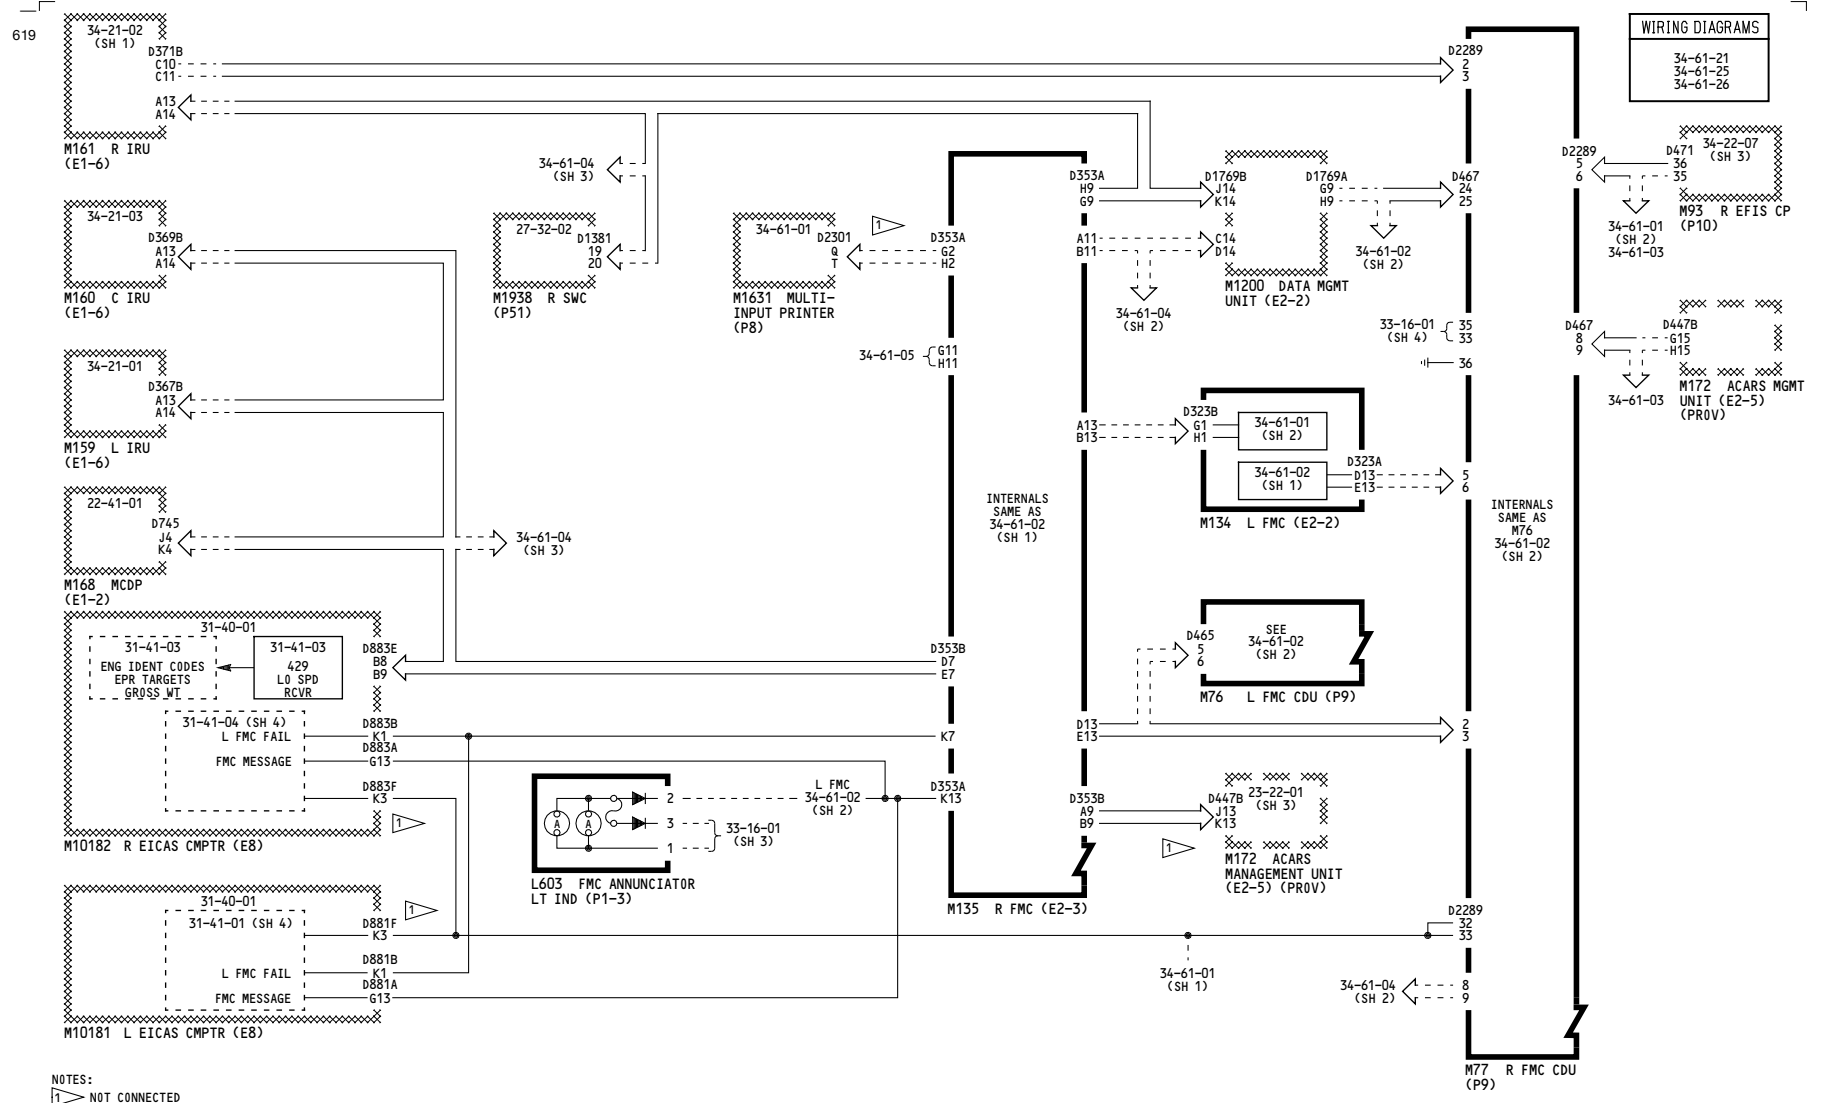 619
34-21-02
(SH 1)
D371B
C10
C11
A13
A14
M161 R IRU
(E1-6)
34-21-03
D369B
A13
A14
M160 C IRU
(E1-6)
34-21-01
D367B
A13
A14
M159 L IRU
(E1-6)
22-41-01
D745
J4
K4
M168 MCDP
(E1-2)
34-61-04
(SH 3)
34-61-04
(SH 3)
27-32-02
D1381
19
20
M1938 R SWC
(P51)
34-61-01
D2301
Q
T
M1631 MULTI-
INPUT PRINTER
(P8)
1
31-40-01
31-41-03
ENG IDENT CODES
EPR TARGETS
GROSS WT
31-41-03
429
LO SPD
RCVR
D883E
B8
B9
31-41-04 (SH 4)
L FMC FAIL
FMC MESSAGE
D883B
K1
D883A
G13
D883F
K3
1
M10182 R EICAS CMPTR (E8)
31-40-01
31-41-01 (SH 4)
L FMC FAIL
FMC MESSAGE
D881F
K3
D881B
K1
D881A
G13
1
M10181 L EICAS CMPTR (E8)
A
A
2
3
1
L FMC
34-61-02
(SH 2)
33-16-01
(SH 3)
L603 FMC ANNUNCIATOR
LT IND (P1-3)
D353A
G2
H2
34-61-05
G11
H11
D353B
D7
E7
K7
D353A
K13
INTERNALS
SAME AS
34-61-02
(SH 1)
D353A
H9
G9
A11
B11
A13
B13
D13
E13
D353B
A9
B9
M135 R FMC (E2-3)
34-61-04
(SH 2)
D1769B
J14
K14
C14
D14
D1769A
G9
H9
M1200 DATA MGMT
UNIT (E2-2)
34-61-02
(SH 2)
D323B
G1
H1
34-61-01
(SH 2)
34-61-02
(SH 1)
D323A
D13
E13
M134 L FMC (E2-2)
D465
5
6
SEE
34-61-02
(SH 2)
M76 L FMC CDU (P9)
D447B
J13
K13
23-22-01
(SH 3)
1
M172 ACARS
MANAGEMENT UNIT
(E2-5) (PROV)
34-61-01
(SH 1)
D2289
2
3
D467
24
25
33-16-01
(SH 4)
35
33
36
5
6
2
3
D2289
32
33
34-61-04
(SH 2)
8
9
INTERNALS
SAME AS
M76
34-61-02
(SH 2)
D2289
5
6
D467
8
9
M77 R FMC CDU
(P9)
WIRING DIAGRAMS
34-61-21
34-61-25
34-61-26
D471
36
35
34-22-07
(SH 3)
M93 R EFIS CP
(P10)
34-61-01
(SH 2)
34-61-03
D447B
G15
H15
M172 ACARS MGMT
UNIT (E2-5)
(PROV)
34-61-03
NOTES:
1 NOT CONNECTED